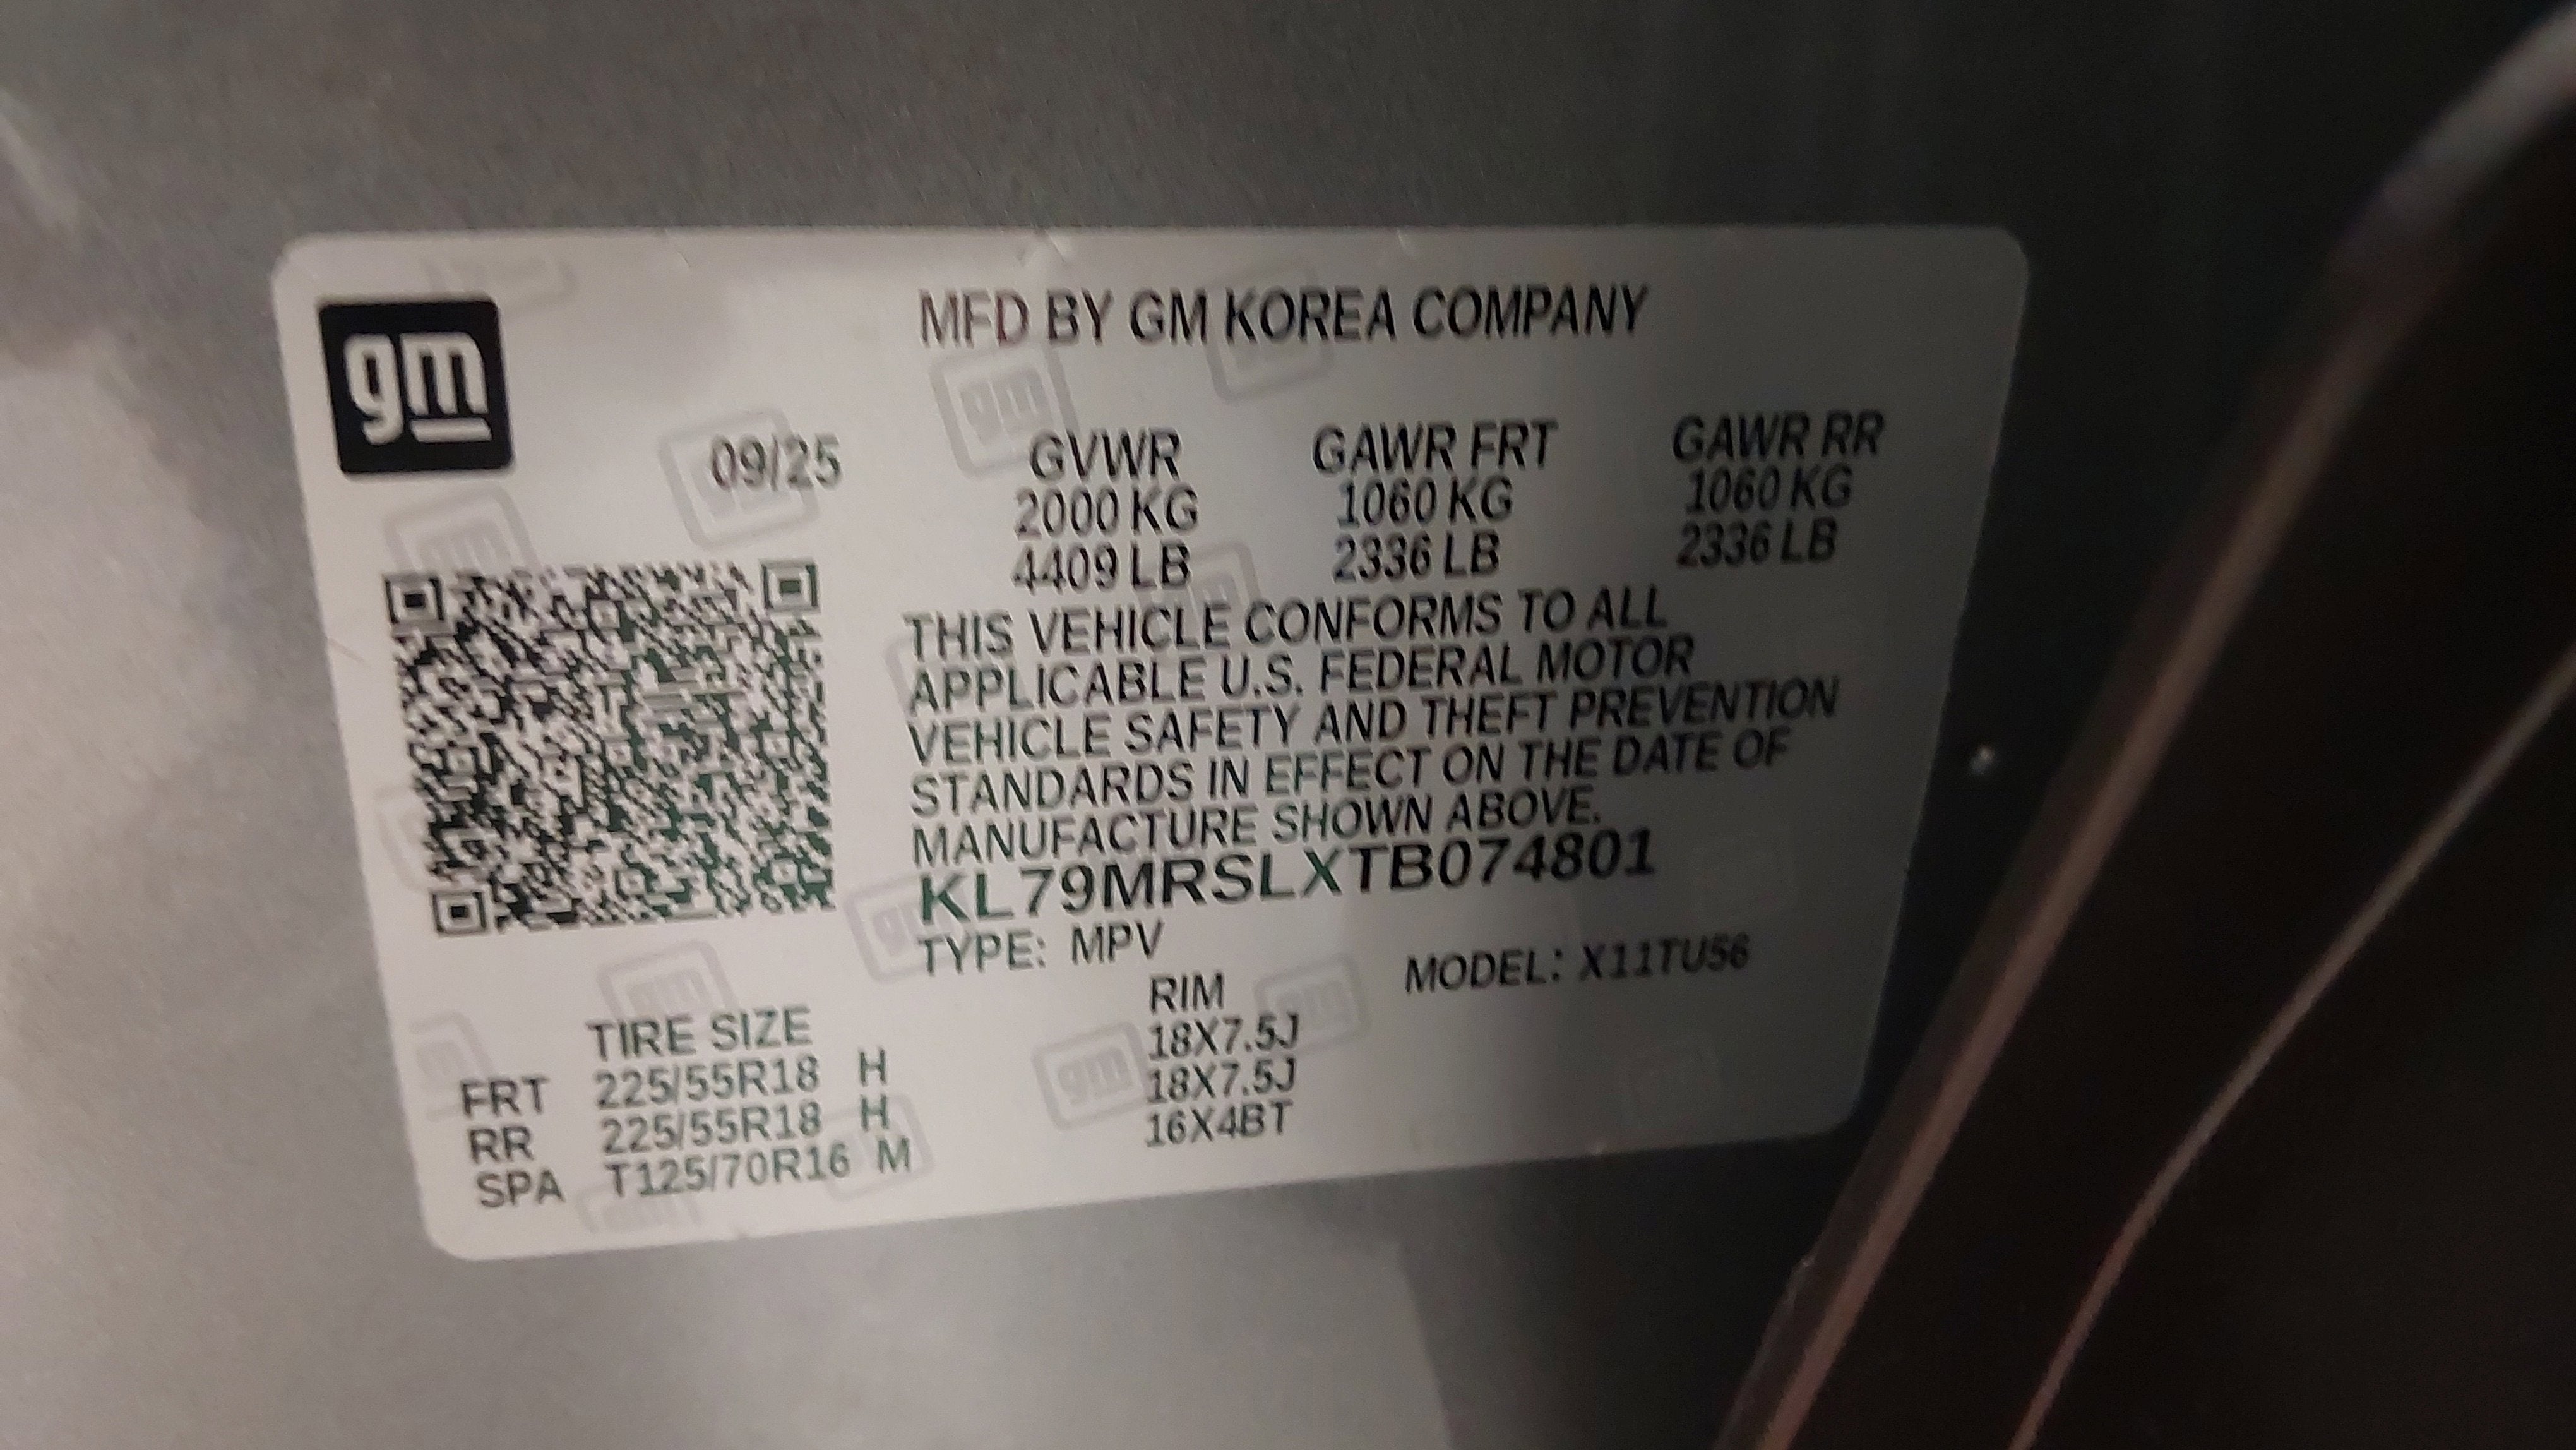 gm
MFD BY GM KOREA COMPANY
09/25
GVWR GAWR FRT GAWR RR
2000 KG 1060 KG 1060 KG
4409 LB 2336 LB 2336 LB
THIS VEHICLE CONFORMS TO ALL
APPLICABLE U.S. FEDERAL MOTOR
VEHICLE SAFETY AND THEFT PREVENTION
STANDARDS IN EFFECT ON THE DATE OF
MANUFACTURE SHOWN ABOVE.
KL79MRSLXTB074801
TYPE: MPV MODEL: X11TU56
TIRE SIZE RIM
FRT 225/55R18 H 18X7.5J
RR 225/55R18 H 18X7.5J
SPA T125/70R16 M 16X4BT